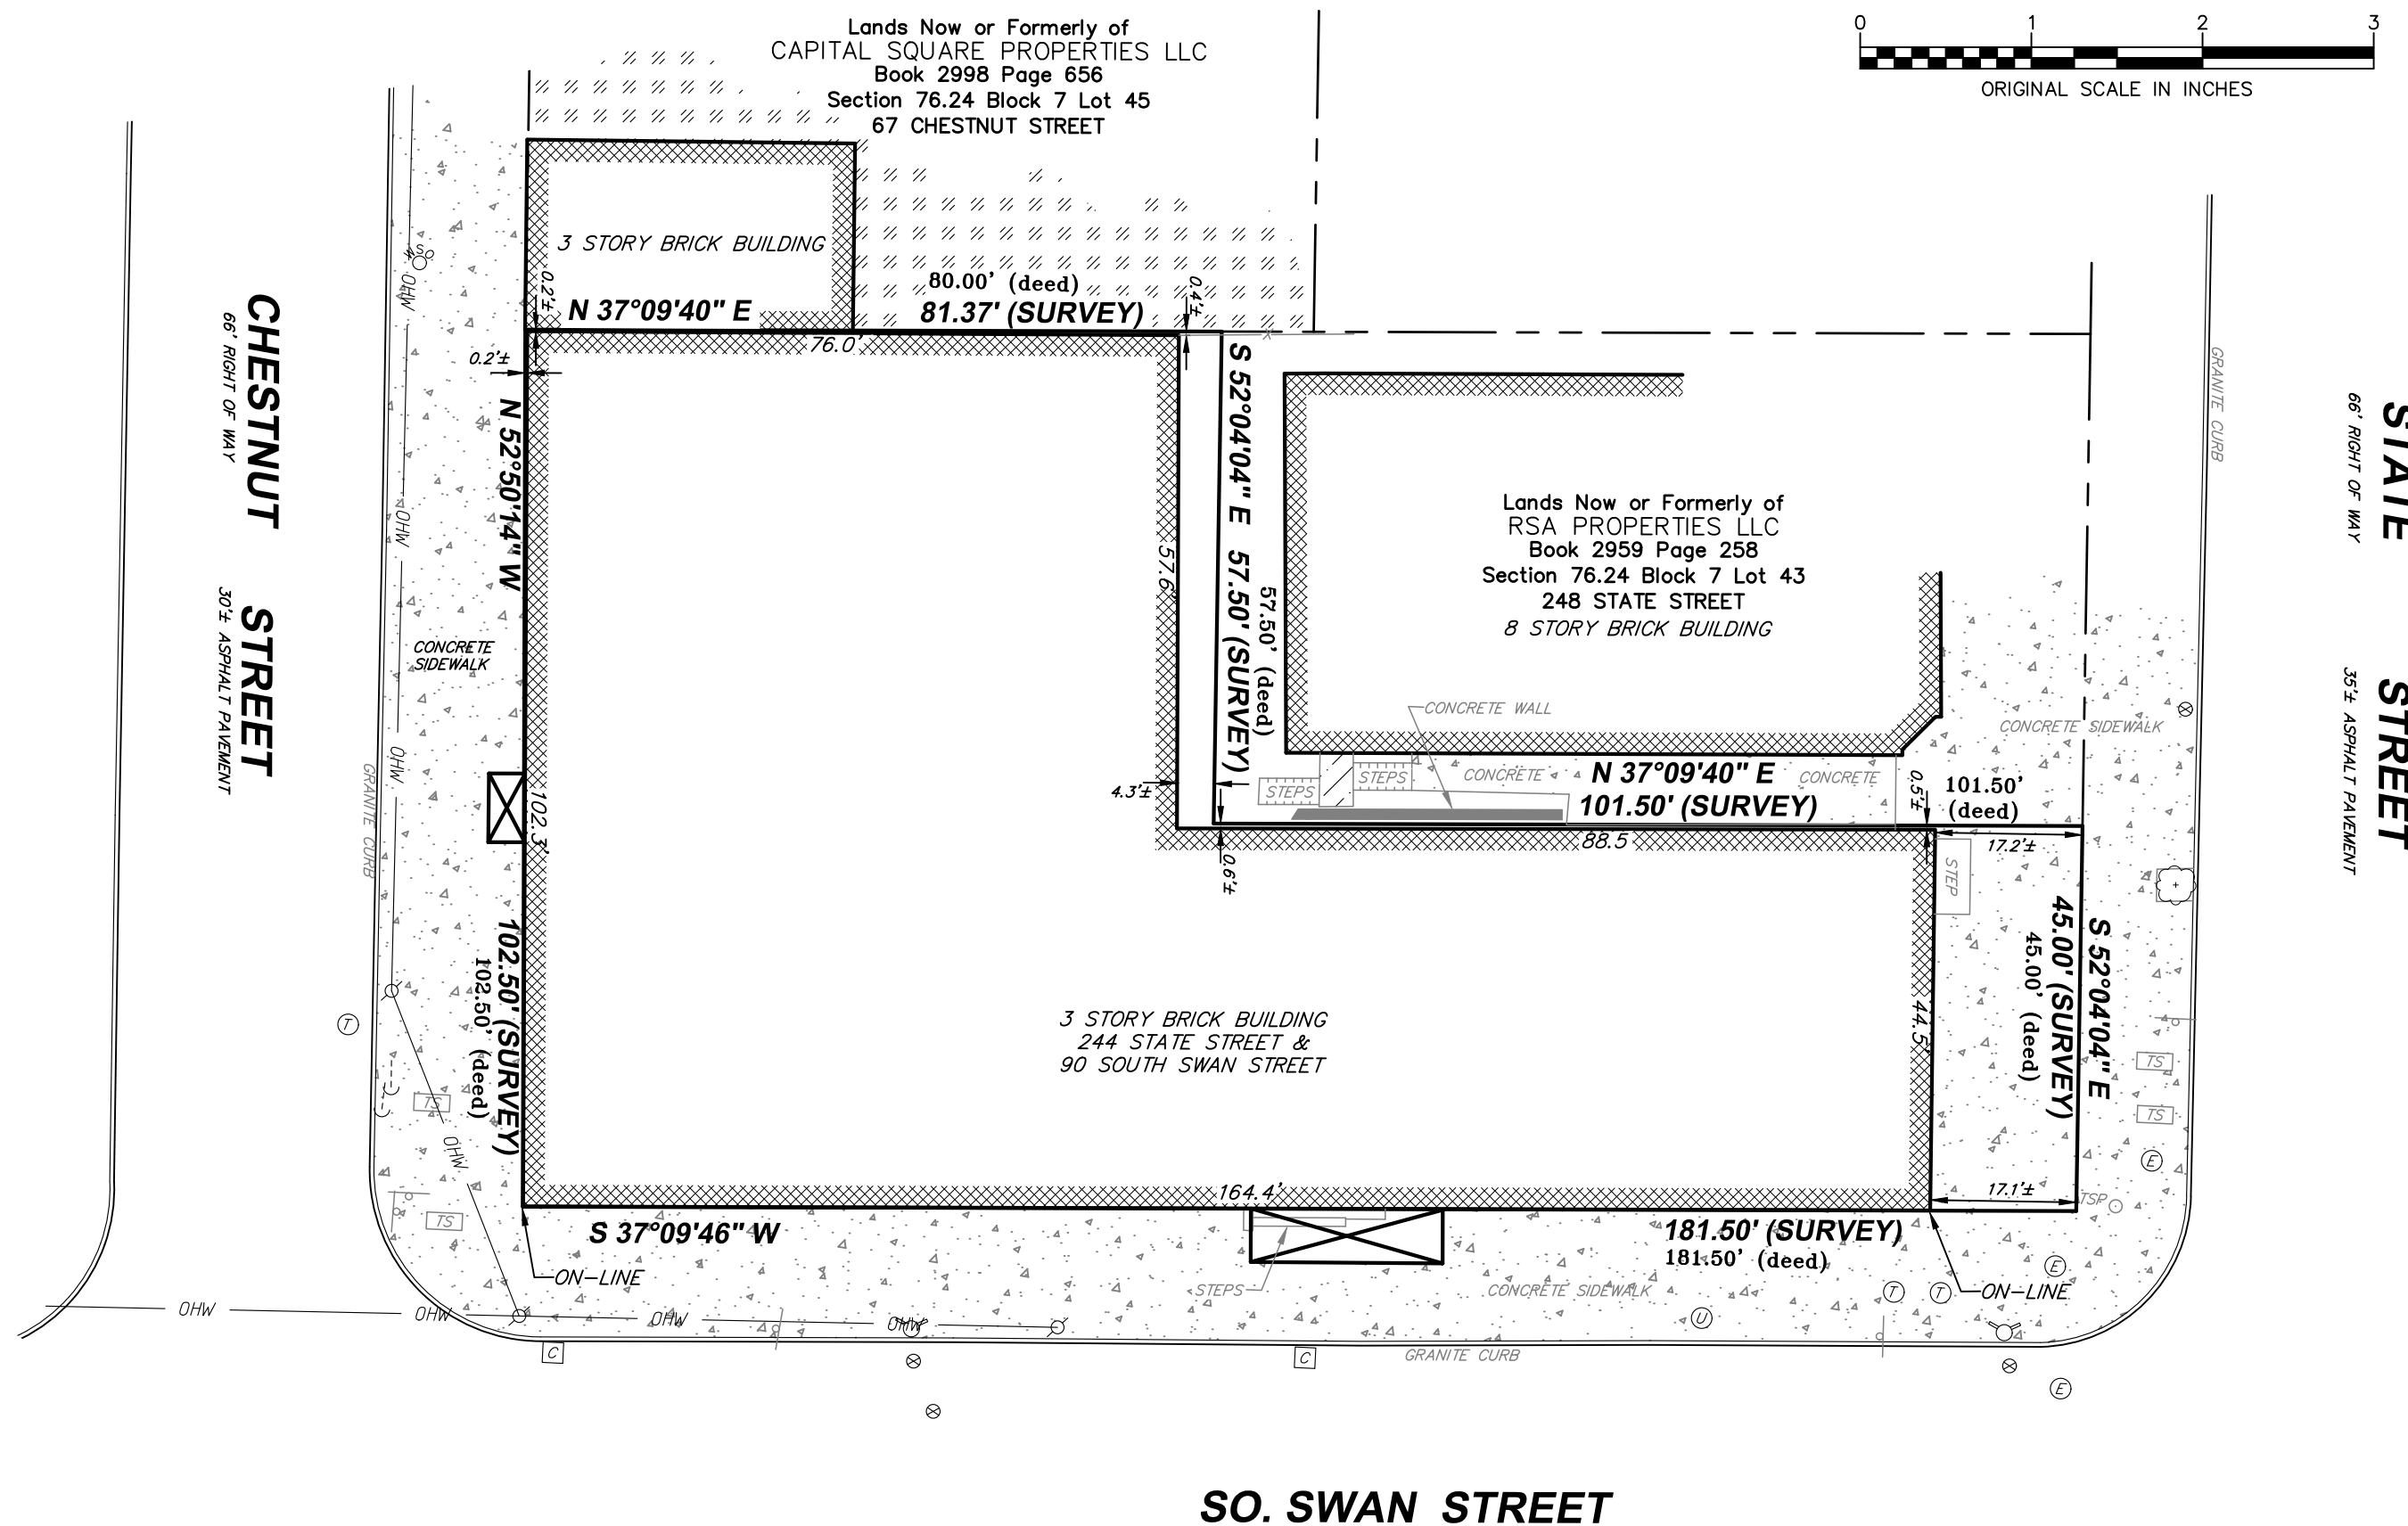 Lands Now or Formerly of
CAPITAL SQUARE PROPERTIES LLC
Book 2998 Page 656
Section 76.24 Block 7 Lot 45
67 CHESTNUT STREET
0 1 2 3
ORIGINAL SCALE IN INCHES
CHESTNUT STREET
66' RIGHT OF WAY
30'± ASPHALT PAVEMENT
STATE STREET
66' RIGHT OF WAY
35'± ASPHALT PAVEMENT
WSO
OHW
OHW
OHW
OHW
3 STORY BRICK BUILDING
0.2'±
N 37°09'40" E
80.00' (deed)
81.37' (SURVEY)
0.4'±
76.0'
X
0.2'±
N 52°50'14" W
CONCRETE
SIDEWALK
GRANITE CURB
102.3'
102.50' (SURVEY)
102.50' (deed)
57.6'
S 52°04'04" E 57.50' (SURVEY)
57.50' (deed)
4.3'±
0.6'±
Lands Now or Formerly of
RSA PROPERTIES LLC
Book 2959 Page 258
Section 76.24 Block 7 Lot 43
248 STATE STREET
8 STORY BRICK BUILDING
GRANITE CURB
CONCRETE WALL
CONCRETE SIDEWALK
STEPS
STEPS
CONCRETE
N 37°09'40" E
101.50' (SURVEY)
CONCRETE
0.5'±
101.50'
(deed)
17.2'±
88.5
STEP
44.5'
S 52°04'04" E
45.00' (SURVEY)
45.00' (deed)
3 STORY BRICK BUILDING
244 STATE STREET &
90 SOUTH SWAN STREET
T
TS
TS
TS
TS
E
TSP
17.1'±
164.4'
S 37°09'46" W
181.50' (SURVEY)
181.50' (deed)
ON-LINE
STEPS
CONCRETE SIDEWALK
ON-LINE
E
T
T
U
OHW
OHW
OHW
OHW
C
C
GRANITE CURB
E
SO. SWAN STREET